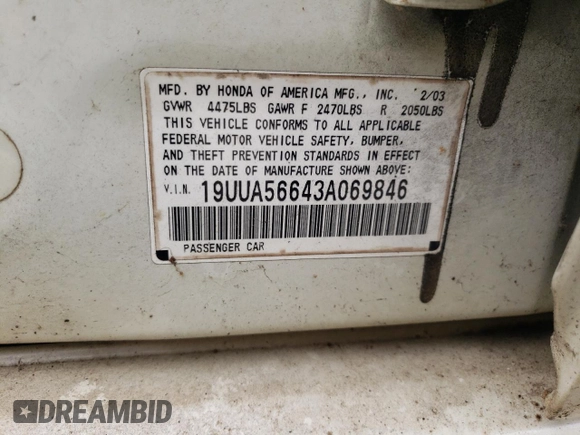 MFD. BY HONDA OF AMERICA MFG., INC. 2/03
GVWR 4475LBS GAWR F 2470LBS R 2050LBS
THIS VEHICLE CONFORMS TO ALL APPLICABLE
FEDERAL MOTOR VEHICLE SAFETY, BUMPER,
AND THEFT PREVENTION STANDARDS IN EFFECT
ON THE DATE OF MANUFACTURE SHOWN ABOVE:
V.I.N. 19UUA56643A069846
PASSENGER CAR
DREAMBID